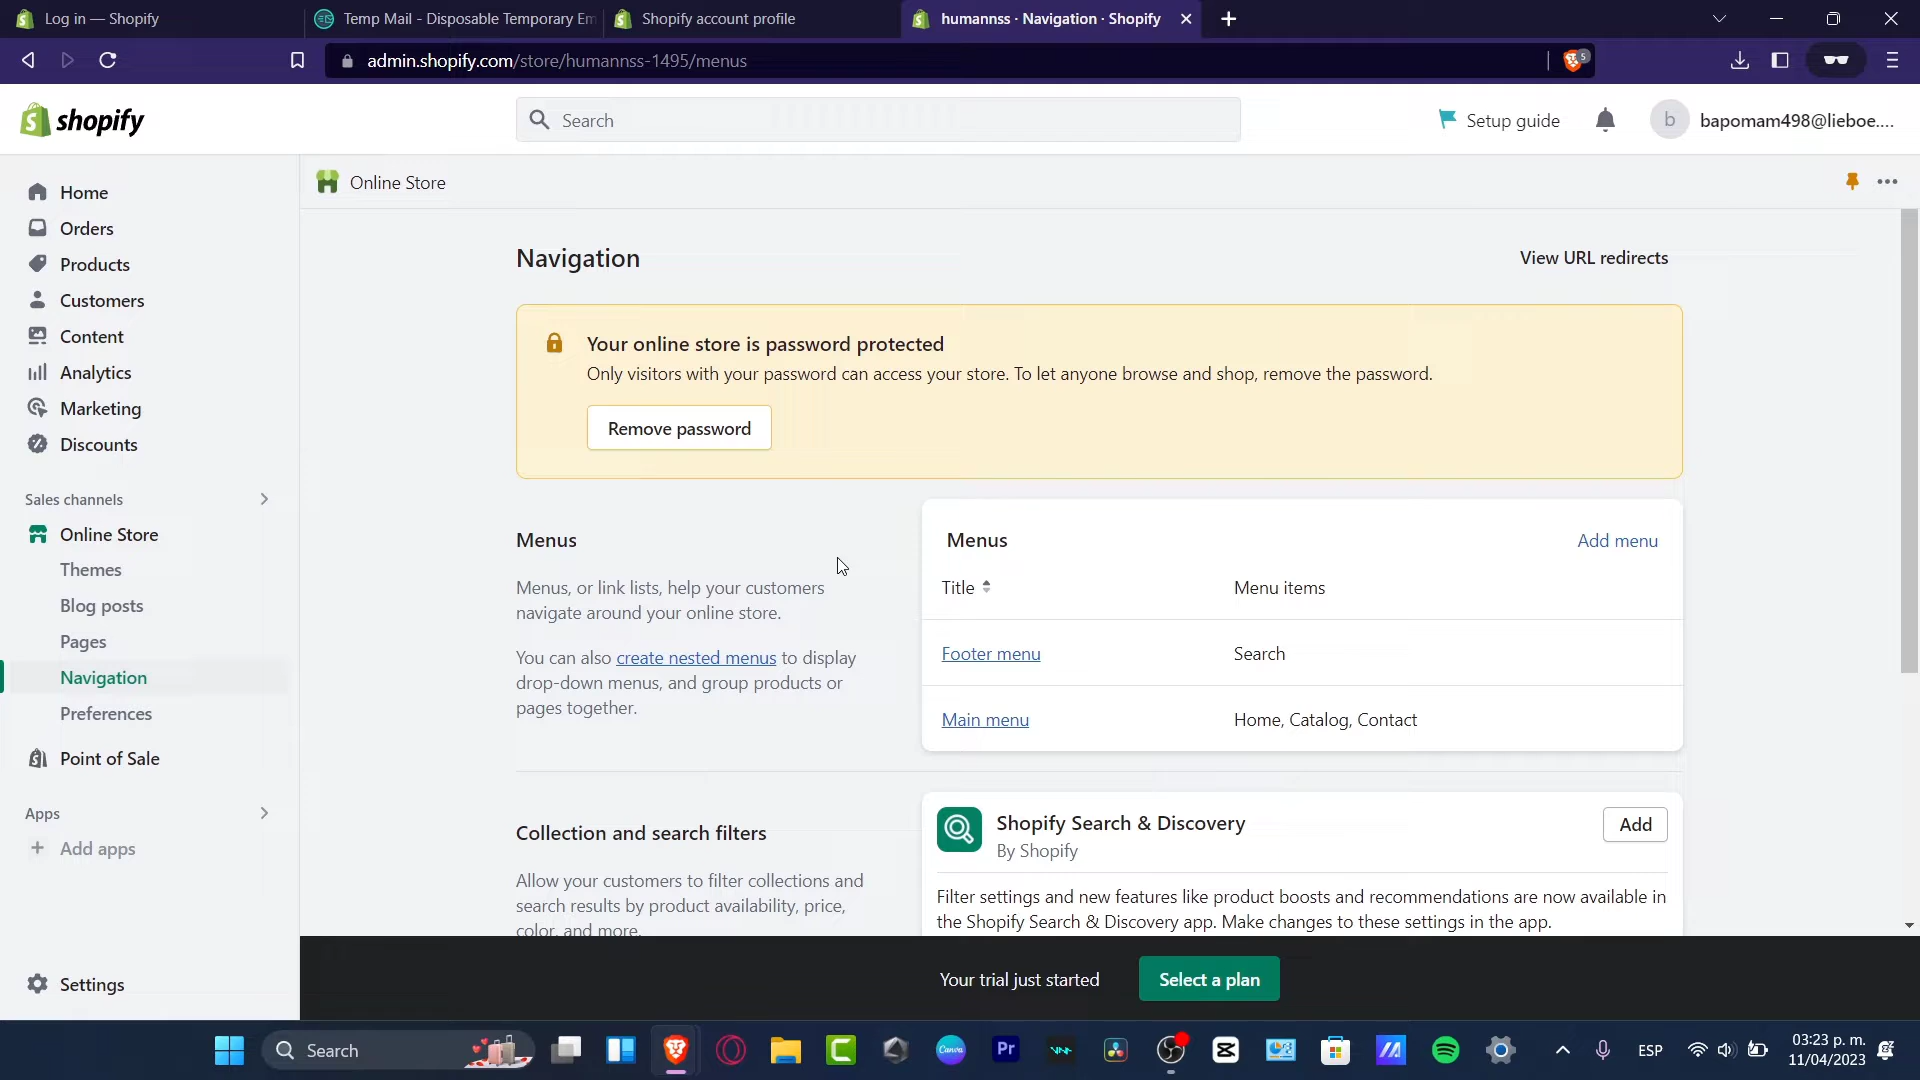 Log in — Shopify
Temp Mail - Disposable Temporary Em
Shopify account profile
humannss · Navigation · Shopify
admin.shopify.com/store/humannss-1495/menus
5
shopify
Search
Setup guide
b
bapomam498@lieboe....
Home
Orders
Products
Customers
Content
Analytics
Marketing
Discounts
Sales channels
Online Store
Themes
Blog posts
Pages
Navigation
Preferences
Point of Sale
Apps
Add apps
Settings
Online Store
Navigation
View URL redirects
Your online store is password protected
Only visitors with your password can access your store. To let anyone browse and shop, remove the password.
Remove password
Menus
Menus, or link lists, help your customers
navigate around your online store.
You can also create nested menus to display
drop-down menus, and group products or
pages together.
Menus
Add menu
Title
Menu items
Footer menu
Search
Main menu
Home, Catalog, Contact
Collection and search filters
Allow your customers to filter collections and
search results by product availability, price,
color, and more.
Shopify Search & Discovery
By Shopify
Add
Filter settings and new features like product boosts and recommendations are now available in
the Shopify Search & Discovery app. Make changes to these settings in the app.
Your trial just started
Select a plan
Search
Canva
Pr
ESP
03:23 p. m.
11/04/2023